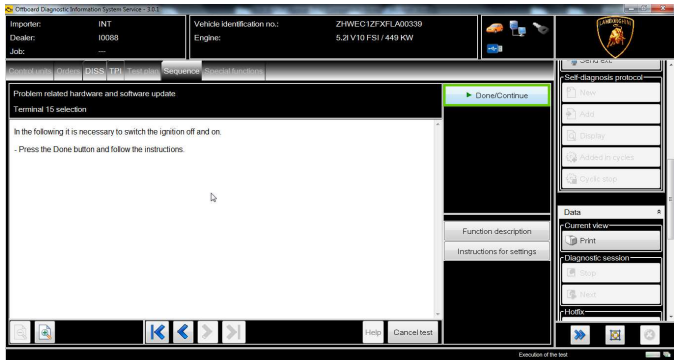 Offboard Diagnostic Information System Service - 3.0.1
Importer: INT
Dealer: I0088
Job: ---
Vehicle identification no.: ZHWEC1ZFXFLA00339
Engine: 5.2l V10 FSI / 449 KW
LAMBORGHINI
Control units Orders DISS TPI Test plan Sequence Special functions
Problem related hardware and software update
Terminal 15 selection
In the following it is necessary to switch the ignition off and on.
- Press the Done button and follow the instructions.
Done/Continue
Function description
Instructions for settings
Help
Cancel test
Send ext.
Self-diagnosis protocol
New
Add
Display
Added in cycles
Cyclic stop
Data
Current view
Print
Diagnostic session
Stop
Next
Hotfix
Execution of the test